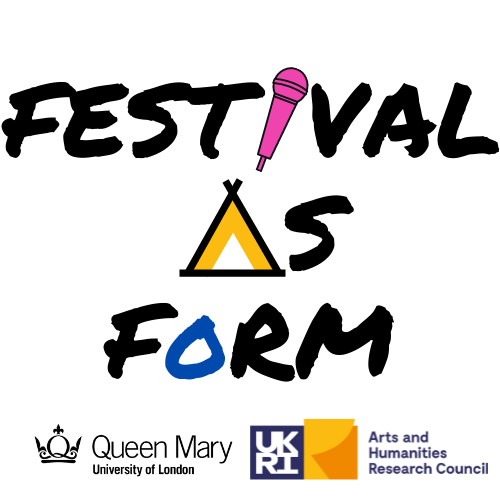 FESTIVAL
AS
FORM
Queen Mary
University of London
UK
RI
Arts and
Humanities
Research Council